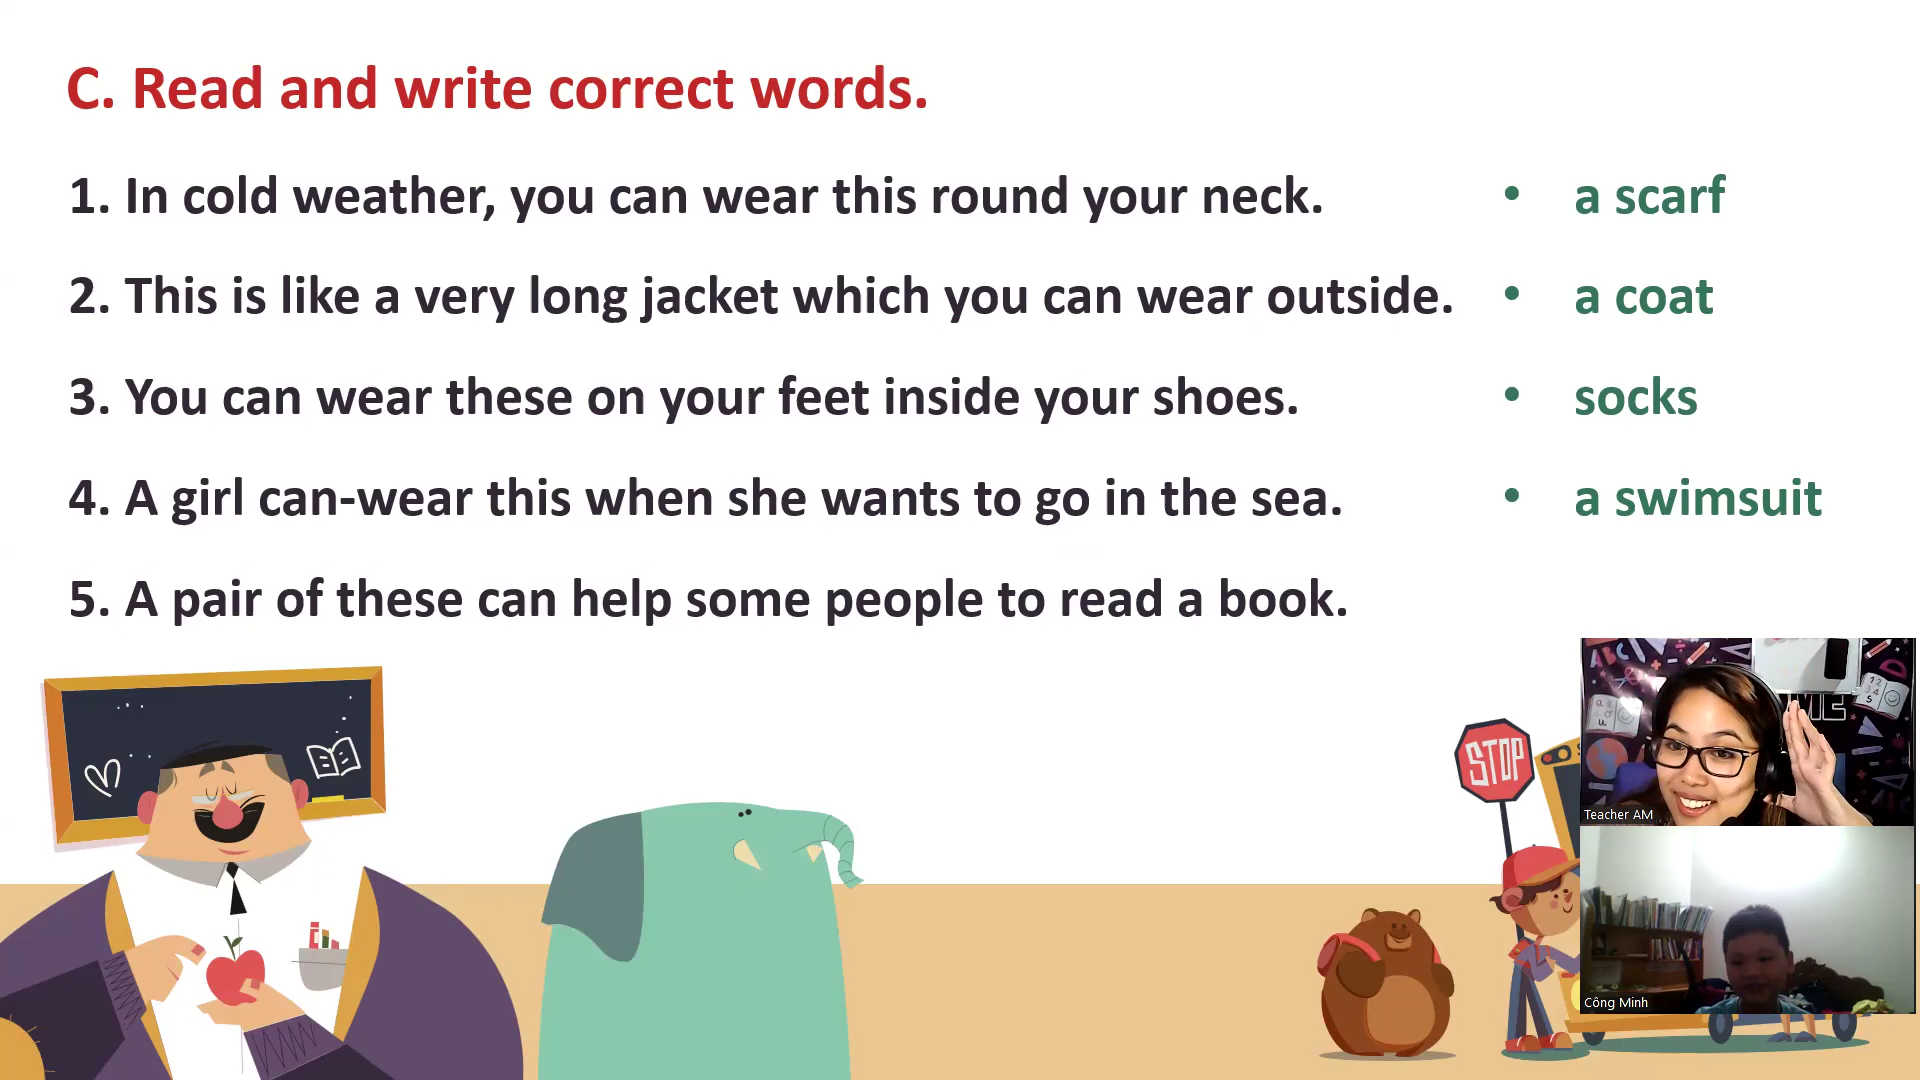 C. Read and write correct words.
1. In cold weather, you can wear this round your neck.
• a scarf
2. This is like a very long jacket which you can wear outside.
• a coat
3. You can wear these on your feet inside your shoes.
• socks
4. A girl can-wear this when she wants to go in the sea.
• a swimsuit
5. A pair of these can help some people to read a book.
STOP
ABC
ME
Teacher AM
Công Minh